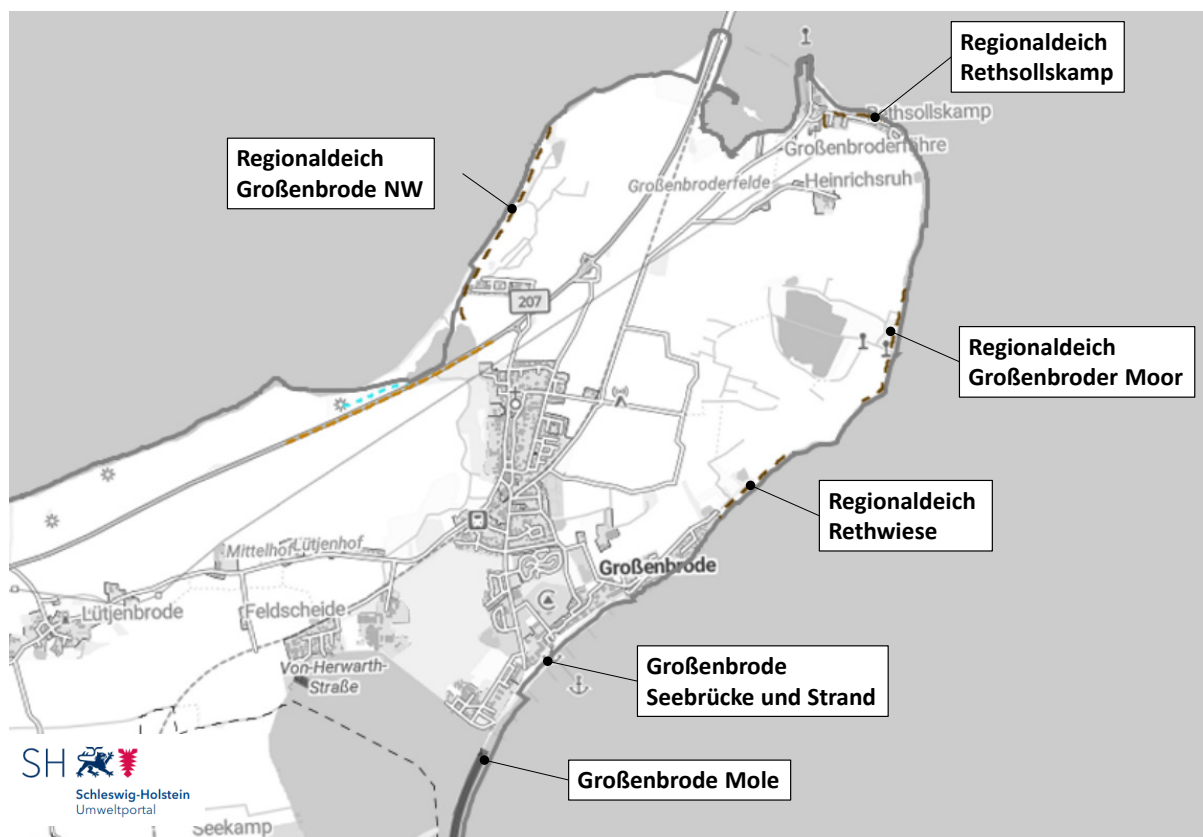 Regionaldeich
Rethsollskamp
Rethsollskamp
Regionaldeich
Großenbrode NW
Großenbroderfähre
Großenbroderfelde
Heinrichsruh
207
Regionaldeich
Großenbroder Moor
Regionaldeich
Rethwiese
Mittelhof
Lütjenhof
Großenbrode
Lütjenbrode
Feldscheide
Von-Herwarth-
Straße
Großenbrode
Seebrücke und Strand
Großenbrode Mole
SH
Schleswig-Holstein
Umweltportal
Seekamp